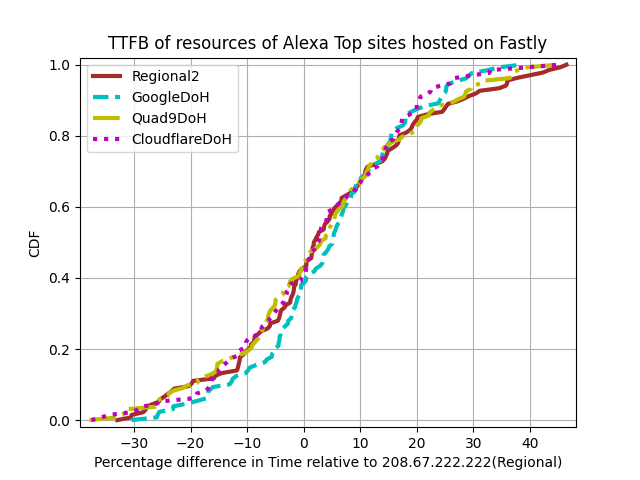 TTFB of resources of Alexa Top sites hosted on Fastly
Regional2
GoogleDoH
Quad9DoH
CloudflareDoH
CDF
1.0
0.8
0.6
0.4
0.2
0.0
−30 −20 −10 0 10 20 30 40
Percentage difference in Time relative to 208.67.222.222(Regional)